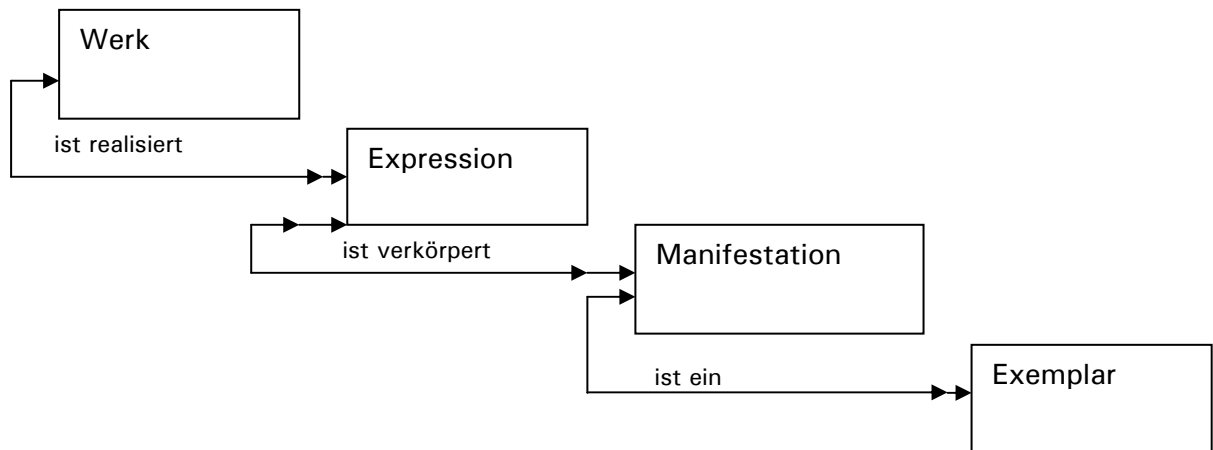 Werk
ist realisiert
Expression
ist verkörpert
Manifestation
ist ein
Exemplar